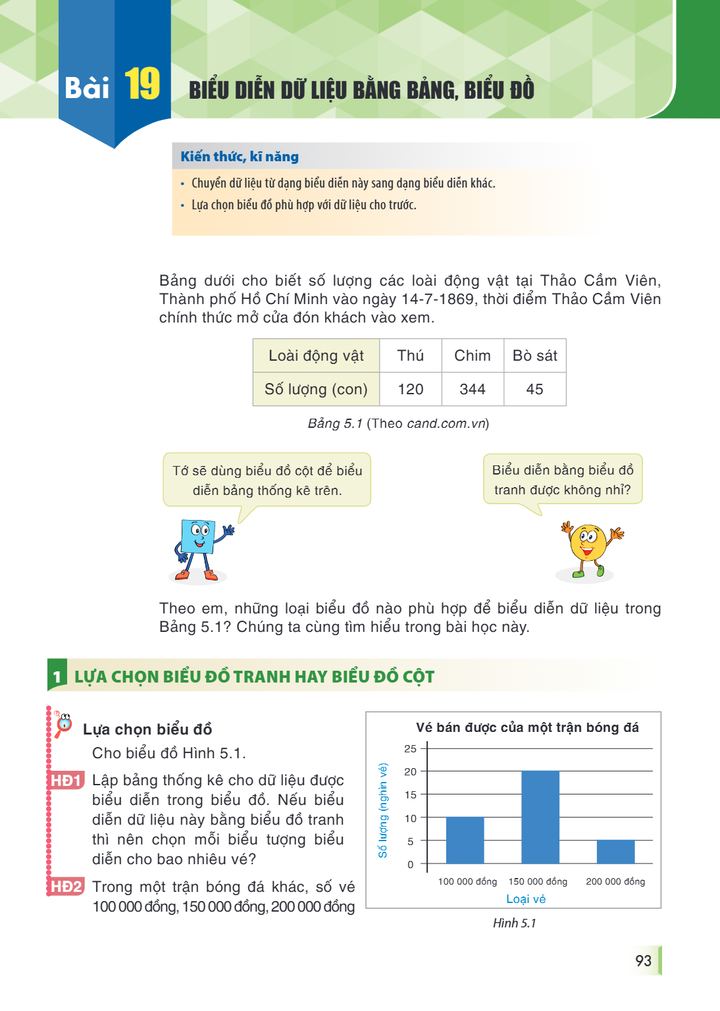 Bài 19 BIỂU DIỄN DỮ LIỆU BẰNG BẢNG, BIỂU ĐỒ
Kiến thức, kĩ năng
• Chuyển dữ liệu từ dạng biểu diễn này sang dạng biểu diễn khác.
• Lựa chọn biểu đồ phù hợp với dữ liệu cho trước.
Bảng dưới cho biết số lượng các loài động vật tại Thảo Cầm Viên,
Thành phố Hồ Chí Minh vào ngày 14-7-1869, thời điểm Thảo Cầm Viên
chính thức mở cửa đón khách vào xem.
Loài động vật Thú Chim Bò sát
Số lượng (con) 120 344 45
Bảng 5.1 (Theo cand.com.vn)
Tớ sẽ dùng biểu đồ cột để biểu
diễn bảng thống kê trên.
Biểu diễn bằng biểu đồ
tranh được không nhỉ?
Theo em, những loại biểu đồ nào phù hợp để biểu diễn dữ liệu trong
Bảng 5.1? Chúng ta cùng tìm hiểu trong bài học này.
1 LỰA CHỌN BIỂU ĐỒ TRANH HAY BIỂU ĐỒ CỘT
Lựa chọn biểu đồ
Cho biểu đồ Hình 5.1.
HĐ1 Lập bảng thống kê cho dữ liệu được
biểu diễn trong biểu đồ. Nếu biểu
diễn dữ liệu này bằng biểu đồ tranh
thì nên chọn mỗi biểu tượng biểu
diễn cho bao nhiêu vé?
HĐ2 Trong một trận bóng đá khác, số vé
100 000 đồng, 150 000 đồng, 200 000 đồng
Vé bán được của một trận bóng đá
Số lượng (nghìn vé)
25
20
15
10
5
0
100 000 đồng 150 000 đồng 200 000 đồng
Loại vé
Hình 5.1
93